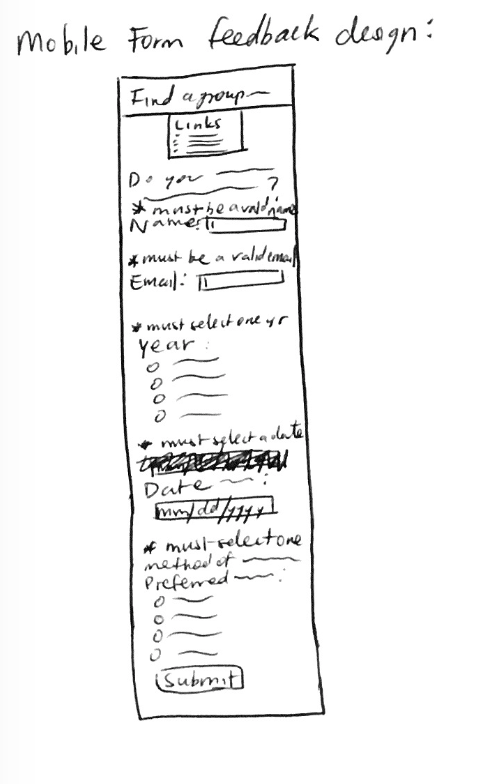 Mobile Form feedback design:
Find a group
Links
Do you ?
* must be a valid name
Name:
* must be a valid email
Email:
* must select one yr
year:
* must select a date
Date :
mm/dd/yyyy
* must select one
method of
Preferred :
Submit